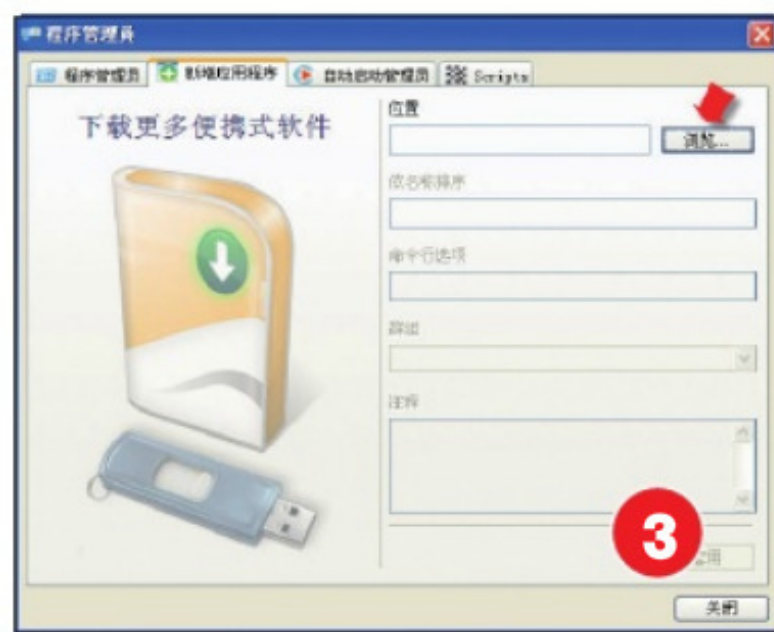 程序管理员
程序管理员
新增应用程序
自动启动管理员
Scripts
下载更多便携式软件
位置
浏览...
依名称排序
命令行选项
群组
注释
3
关闭